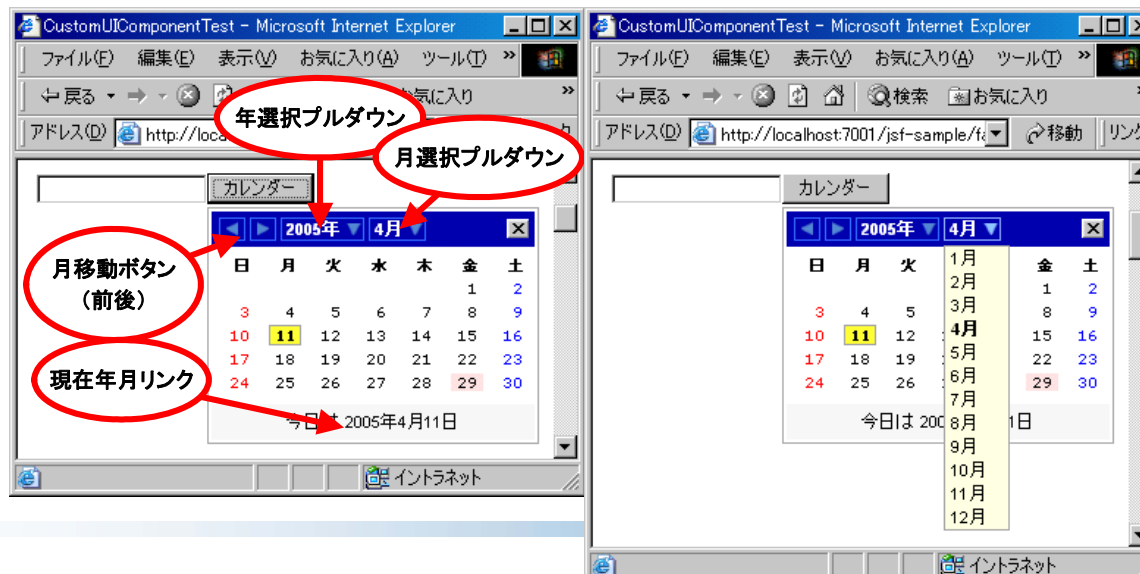 CustomUIComponentTest - Microsoft Internet Explorer
ファイル(F) 編集(E) 表示(V) お気に入り(A) ツール(T) »
戻る
お気に入り »
アドレス(D) http://loca
年選択プルダウン
月選択プルダウン
カレンダー
2005年 4月
日 月 火 水 木 金 土
1 2
3 4 5 6 7 8 9
10 11 12 13 14 15 16
17 18 19 20 21 22 23
24 25 26 27 28 29 30
今日は 2005年4月11日
月移動ボタン
(前後)
現在年月リンク
イントラネット
CustomUIComponentTest - Microsoft Internet Explorer
ファイル(F) 編集(E) 表示(V) お気に入り(A) ツール(T) »
戻る 検索 お気に入り
アドレス(D) http://localhost:7001/jsf-sample/fa 移動 リンク
カレンダー
2005年 4月
日 月 火 金 土
1 2
3 4 5 8 9
10 11 12 15 16
17 18 19 22 23
24 25 26 29 30
今日は 200 1日
1月
2月
3月
4月
5月
6月
7月
8月
9月
10月
11月
12月
イントラネット